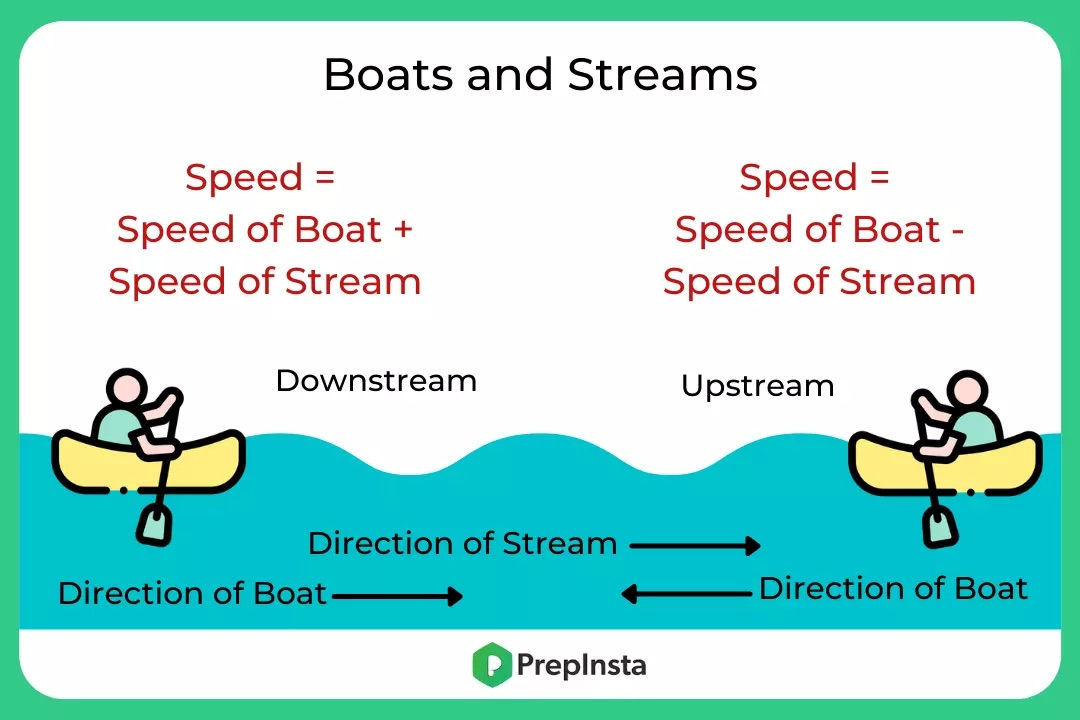 Boats and Streams
Speed =
Speed of Boat +
Speed of Stream
Speed =
Speed of Boat -
Speed of Stream
Downstream
Upstream
Direction of Stream
Direction of Boat
Direction of Boat
PrepInsta